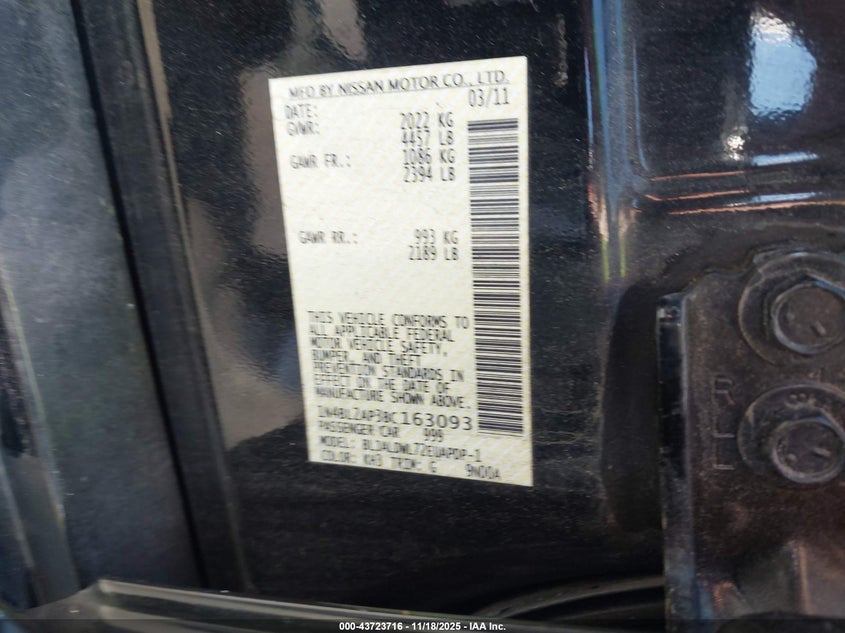 MFD BY NISSAN MOTOR CO., LTD.
DATE: 03/11
GVWR: 2022 KG
4457 LB
GAWR FR.: 1086 KG
2394 LB
GAWR RR.: 993 KG
2189 LB
THIS VEHICLE CONFORMS TO
ALL APPLICABLE FEDERAL
MOTOR VEHICLE SAFETY,
BUMPER, AND THEFT
PREVENTION STANDARDS IN
EFFECT ON THE DATE OF
MANUFACTURE SHOWN ABOVE.
1N4BL2AP3BC163093
PASSENGER CAR 999
MODEL: BLJALDWL72EUAPDP-1
COLOR: KH3 TRIM: G 9N00A
R L L
000-43723716 - 11/18/2025 - IAA Inc.